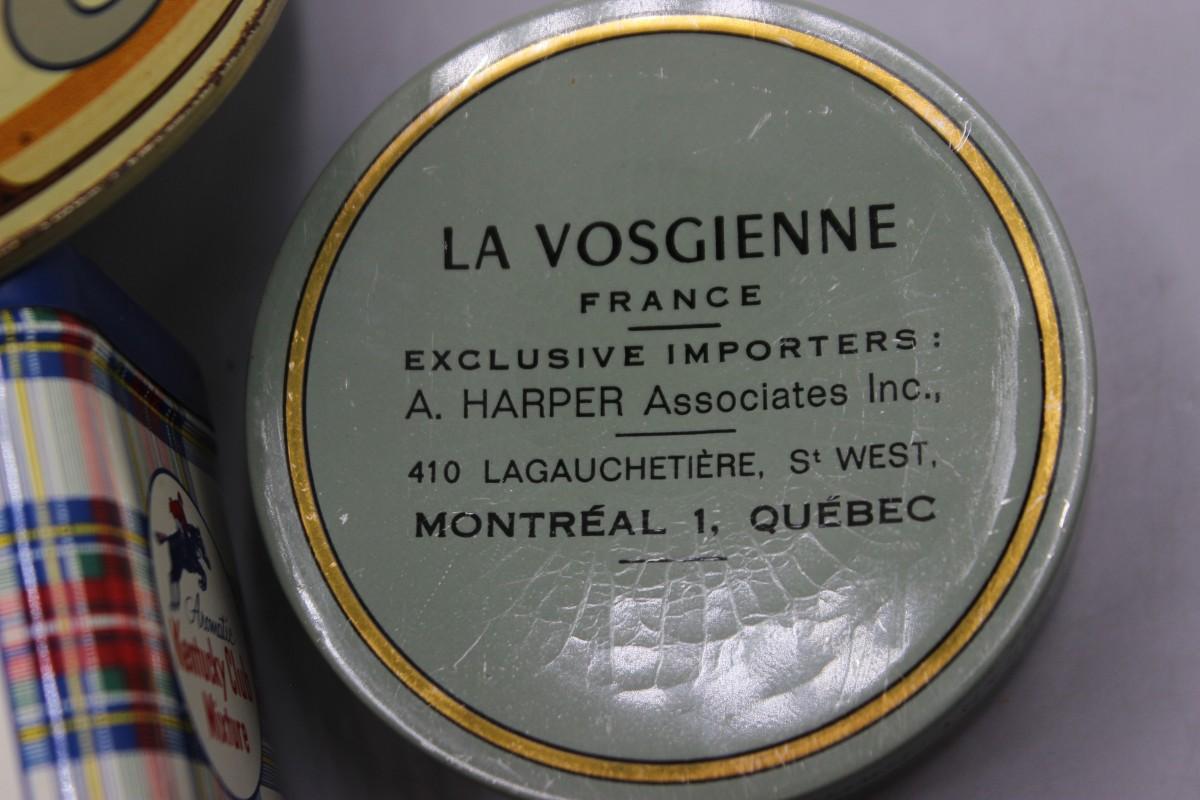 LA VOSGIENNE
FRANCE
EXCLUSIVE IMPORTERS :
A. HARPER Associates Inc.,
410 LAGAUCHETIÈRE, St WEST,
MONTRÉAL 1, QUÉBEC
Aromatic
Kentucky Club
Mixture